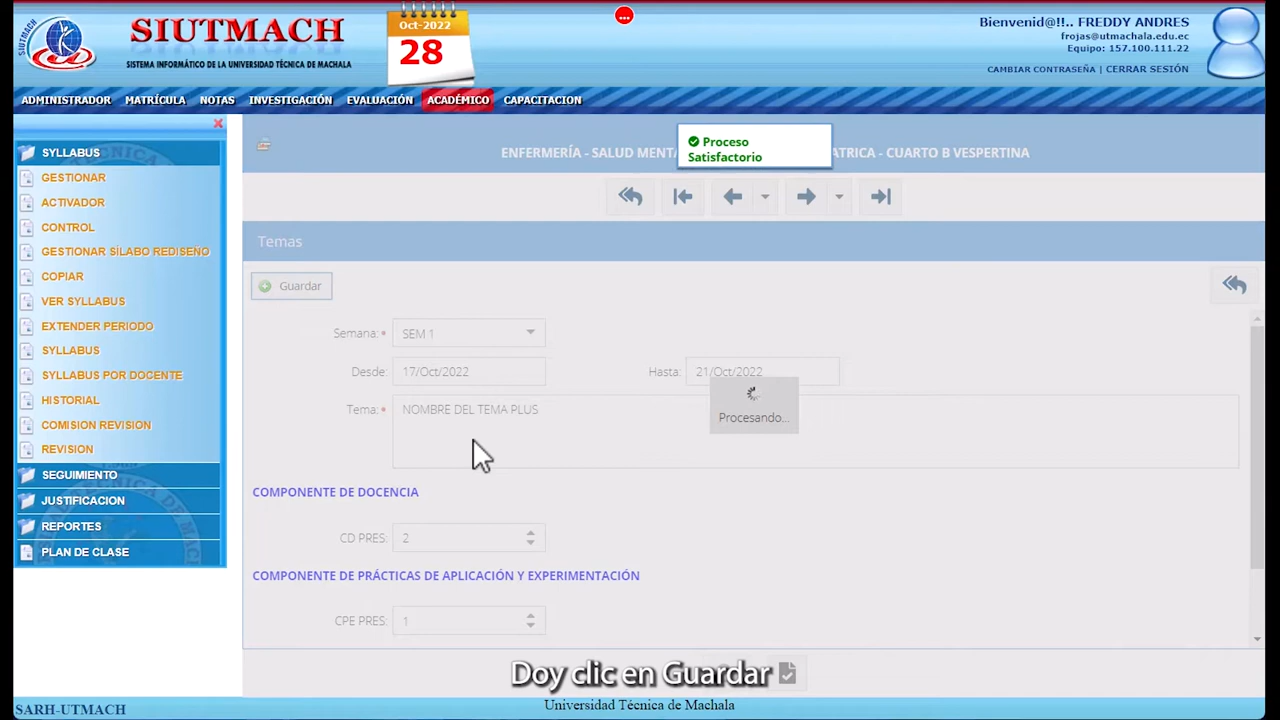 SIUTMACH
SISTEMA INFORMÁTICO DE LA UNIVERSIDAD TÉCNICA DE MACHALA
Oct-2022
28
...
Bienvenid@!!.. FREDDY ANDRES
frojas@utmachala.edu.ec
Equipo: 157.100.111.22
CAMBIAR CONTRASEÑA | CERRAR SESIÓN
ADMINISTRADOR MATRÍCULA NOTAS INVESTIGACIÓN EVALUACIÓN ACADÉMICO CAPACITACION
SYLLABUS
GESTIONAR
ACTIVADOR
CONTROL
GESTIONAR SÍLABO REDISEÑO
COPIAR
VER SYLLABUS
EXTENDER PERIODO
SYLLABUS
SYLLABUS POR DOCENTE
HISTORIAL
COMISION REVISION
REVISION
SEGUIMIENTO
JUSTIFICACION
REPORTES
PLAN DE CLASE
Proceso
Satisfactorio
ENFERMERÍA - SALUD MENTA ATRICA - CUARTO B VESPERTINA
Temas
Guardar
Semana:* SEM 1
Desde: 17/Oct/2022 Hasta: 21/Oct/2022
Tema:* NOMBRE DEL TEMA PLUS
Procesando...
COMPONENTE DE DOCENCIA
CD PRES: 2
COMPONENTE DE PRÁCTICAS DE APLICACIÓN Y EXPERIMENTACIÓN
CPE PRES: 1
Doy clic en Guardar
SARH-UTMACH
Universidad Técnica de Machala